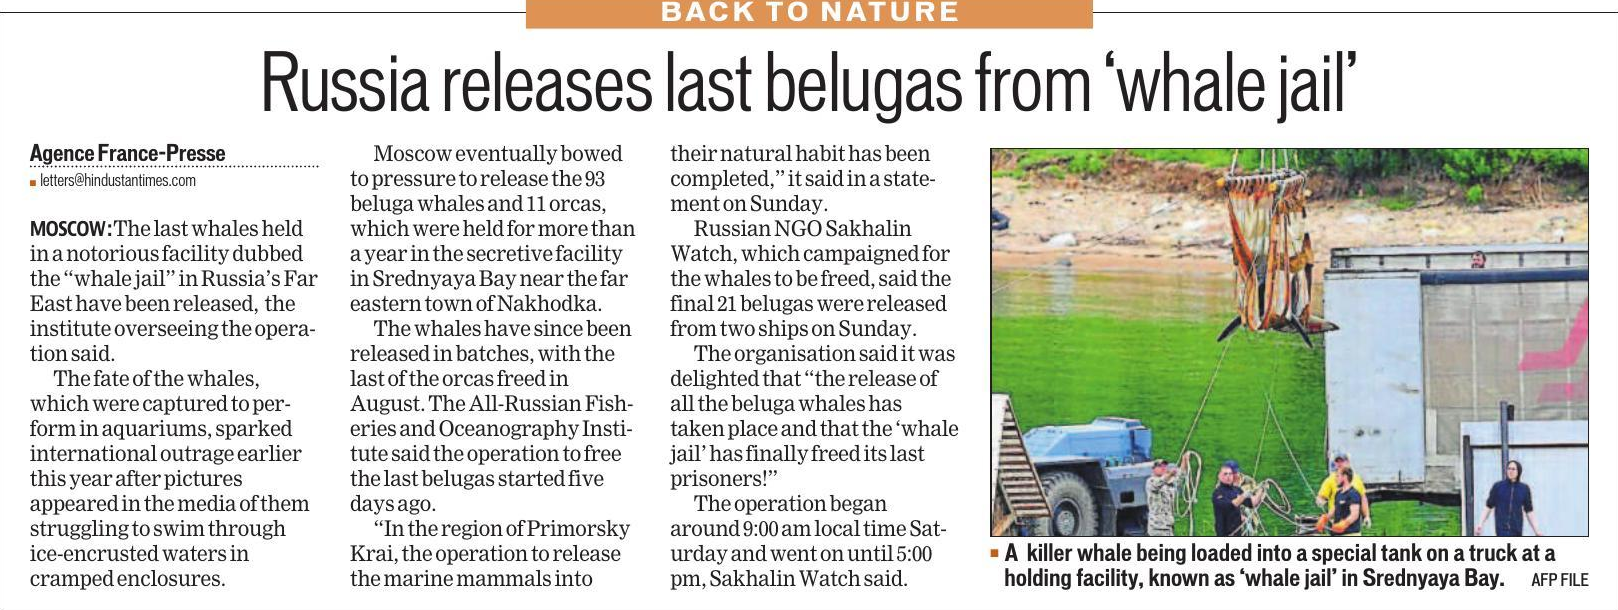 BACK TO NATURE
Russia releases last belugas from ‘whale jail’
Agence France-Presse
letters@hindustantimes.com
MOSCOW: The last whales held
in a notorious facility dubbed
the “whale jail” in Russia’s Far
East have been released, the
institute overseeing the opera-
tion said.
The fate of the whales,
which were captured to per-
form in aquariums, sparked
international outrage earlier
this year after pictures
appeared in the media of them
struggling to swim through
ice-encrusted waters in
cramped enclosures.
Moscow eventually bowed
to pressure to release the 93
beluga whales and 11 orcas,
which were held for more than
a year in the secretive facility
in Srednyaya Bay near the far
eastern town of Nakhodka.
The whales have since been
released in batches, with the
last of the orcas freed in
August. The All-Russian Fish-
eries and Oceanography Insti-
tute said the operation to free
the last belugas started five
days ago.
“In the region of Primorsky
Krai, the operation to release
the marine mammals into
their natural habit has been
completed,” it said in a state-
ment on Sunday.
Russian NGO Sakhalin
Watch, which campaigned for
the whales to be freed, said the
final 21 belugas were released
from two ships on Sunday.
The organisation said it was
delighted that “the release of
all the beluga whales has
taken place and that the ‘whale
jail’ has finally freed its last
prisoners!”
The operation began
around 9:00 am local time Sat-
urday and went on until 5:00
pm, Sakhalin Watch said.
A killer whale being loaded into a special tank on a truck at a
holding facility, known as ‘whale jail’ in Srednyaya Bay. AFP FILE